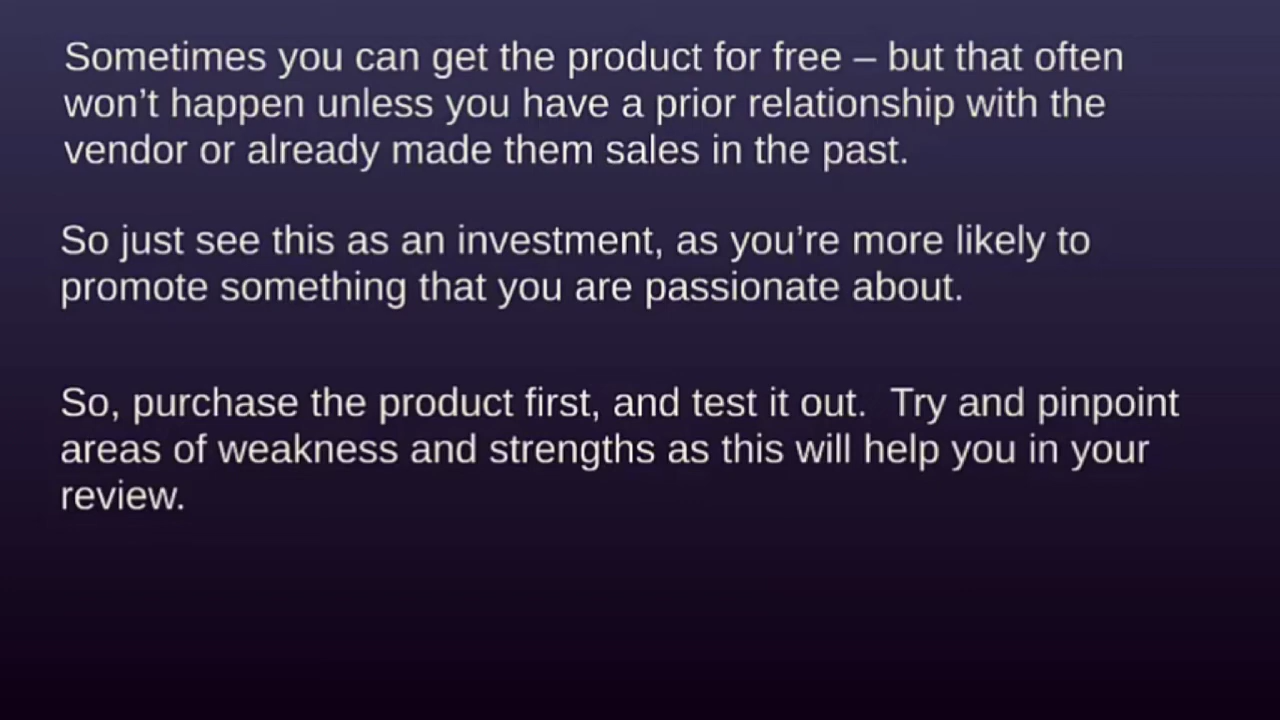 Sometimes you can get the product for free – but that often
won’t happen unless you have a prior relationship with the
vendor or already made them sales in the past.
So just see this as an investment, as you’re more likely to
promote something that you are passionate about.
So, purchase the product first, and test it out.  Try and pinpoint
areas of weakness and strengths as this will help you in your
review.